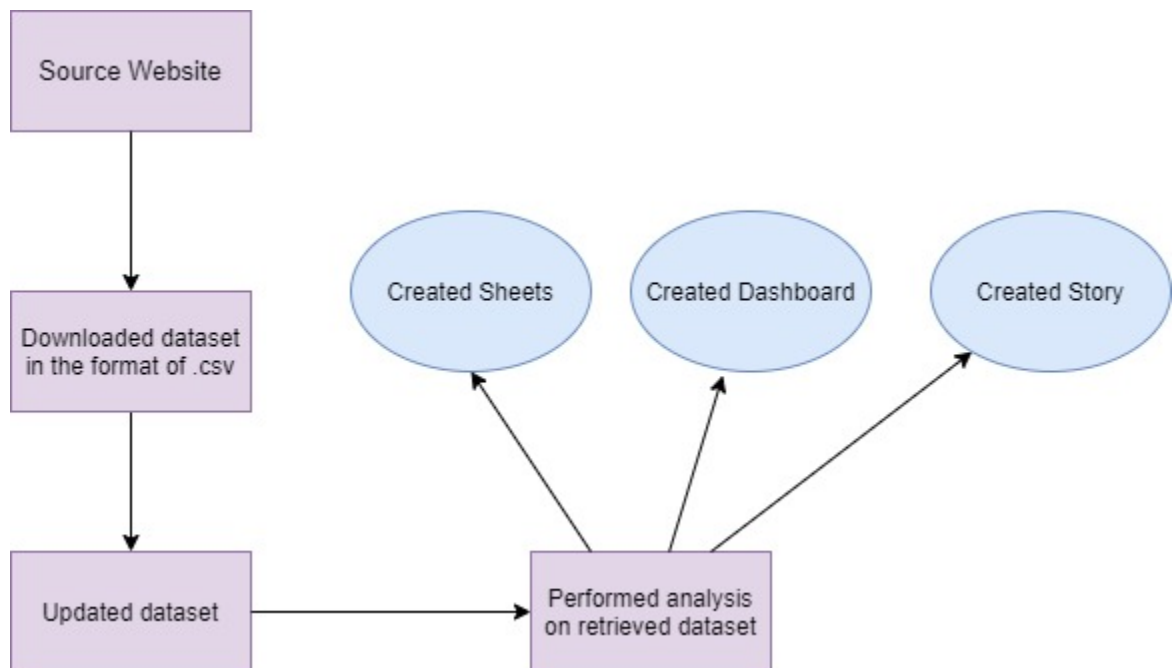 Source Website
Created Sheets
Created Dashboard
Created Story
Downloaded dataset
in the format of .csv
Updated dataset
Performed analysis
on retrieved dataset